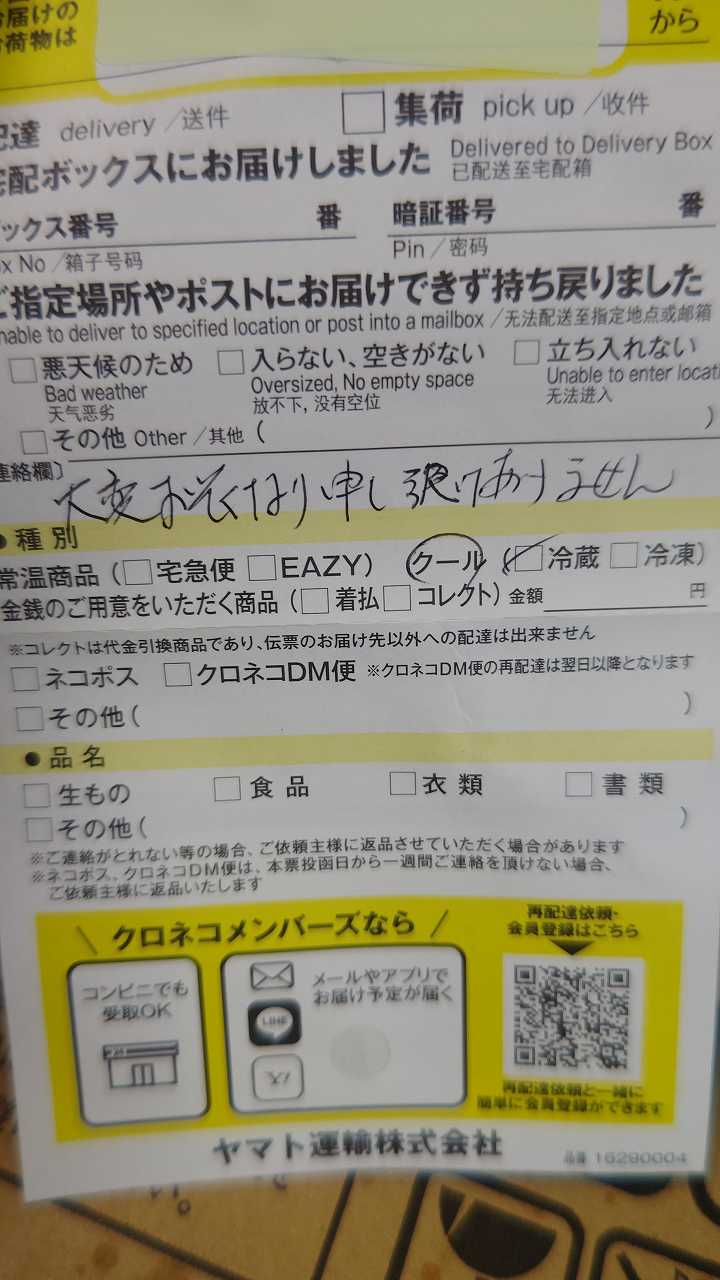 お届けの
お荷物は
から
配達 delivery／送件
集荷 pick up／收件
宅配ボックスにお届けしました Delivered to Delivery Box
已配送至宅配箱
ボックス番号 番 暗証番号 番
Box No／箱子号码 Pin／密码
ご指定場所やポストにお届けできず持ち戻りました
Unable to deliver to specified location or post into a mailbox／无法配送至指定地点或邮箱
悪天候のため 入らない、空きがない 立ち入れない
Bad weather Oversized, No empty space Unable to enter locati
天气恶劣 放不下，没有空位 无法进入
その他 Other／其他（ ）
連絡欄〕
大変おそくなり申し訳けありません
●種別
常温商品（□宅急便 □EAZY） クール（□冷蔵 □冷凍）
金銭のご用意をいただく商品（□着払□コレクト）金額 円
※コレクトは代金引換商品であり、伝票のお届け先以外への配達は出来ません
□ネコポス □クロネコDM便 ※クロネコDM便の再配達は翌日以降となります
□その他（ ）
●品名
□生もの □食品 □衣類 □書類
□その他（ ）
※ご連絡がとれない等の場合、ご依頼主様に返品させていただく場合があります
※ネコポス、クロネコDM便は、本票投函日から一週間ご連絡を頂けない場合、
ご依頼主様に返品いたします
＼クロネコメンバーズなら／
再配達依頼・
会員登録はこちら
コンビニでも
受取OK
メールやアプリで
お届け予定が届く
LINE
Y!
再配達依頼と一緒に
簡単に会員登録ができます
ヤマト運輸株式会社
品番 16290004